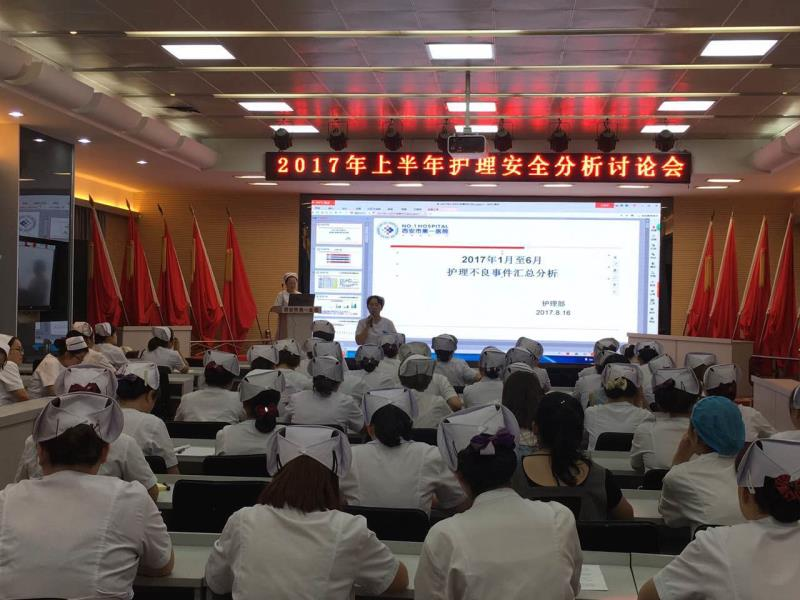 2017年上半年护理安全分析讨论会
NO.1 HOSPITAL
西安市第一医院
2017年1月至6月
护理不良事件汇总分析
护理部
2017.8.16